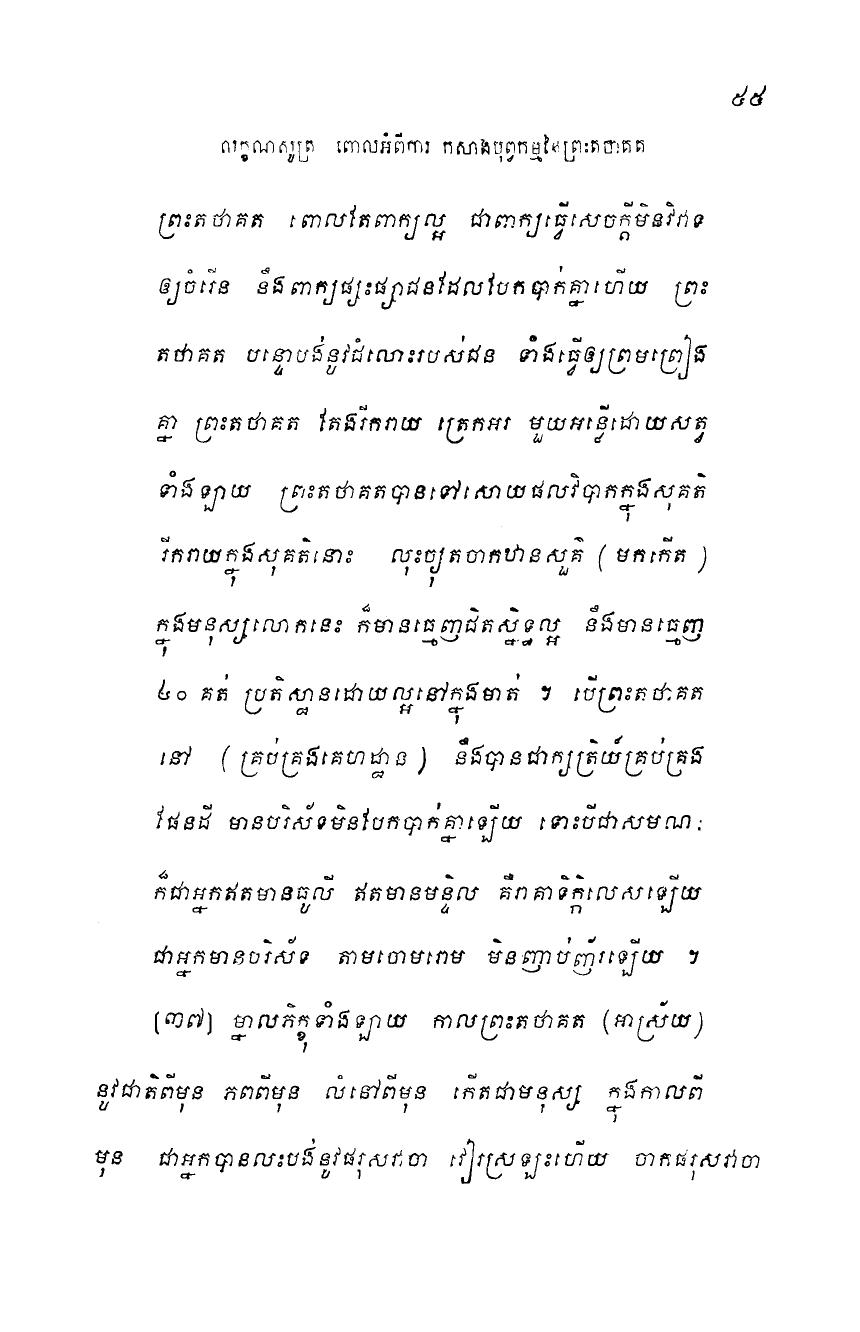 ៥៥
លក្ខណសូត្រ ពោលអំពីការ កសាងបុព្វកម្មនៃព្រះតថាគត
ព្រះតថាគត ពោលតែពាក្យល្អ ជាពាក្យធ្វើសេចក្តីមិនវិវាទ
ឲ្យចំរើន នឹងពាក្យផ្សះផ្សាជនដែលបែកបាក់គ្នាហើយ ព្រះ
តថាគត បន្ទោបង់នូវជំលោះរបស់ជន ទាំងធ្វើឲ្យព្រមព្រៀង
គ្នា ព្រះតថាគត តែងរីករាយ ត្រេកអរ មួយអន្លើដោយសត្វ
ទាំងឡាយ ព្រះតថាគតបានទៅសោយផលវិបាកក្នុងសុគតិ
រីករាយក្នុងសុគតិនោះ លុះច្យុតចាកឋានសួគ៌ (មកកើត)
ក្នុងមនុស្សលោកនេះ ក៏មានធ្មេញជិតស្និទ្ធល្អ នឹងមានធ្មេញ
៤០ គត់ ប្រតិស្ឋានដោយល្អនៅក្នុងមាត់ ។ បើព្រះតថាគត
នៅ (គ្រប់គ្រងគេហដ្ឋាន) នឹងបានជាក្សត្រិយ៍គ្រប់គ្រង
ផែនដី មានបរិស័ទមិនបែកបាក់គ្នាឡើយ ទោះបីជាសមណៈ
ក៏ជាអ្នកឥតមានធូលី ឥតមានមន្ទិល គឺរាគាទិក្កិលេសឡើយ
ជាអ្នកមានបរិស័ទ តាមចោមរោម មិនញាប់ញ័រឡើយ ។
[៣៧] ម្នាលភិក្ខុទាំងឡាយ កាលព្រះតថាគត (អាស្រ័យ)
នូវជាតិពីមុន ភពពីមុន លំនៅពីមុន កើតជាមនុស្ស ក្នុងកាលពី
មុន ជាអ្នកបានលះបង់នូវផរុសវាចា វៀរស្រឡះហើយ ចាកផរុសវាចា